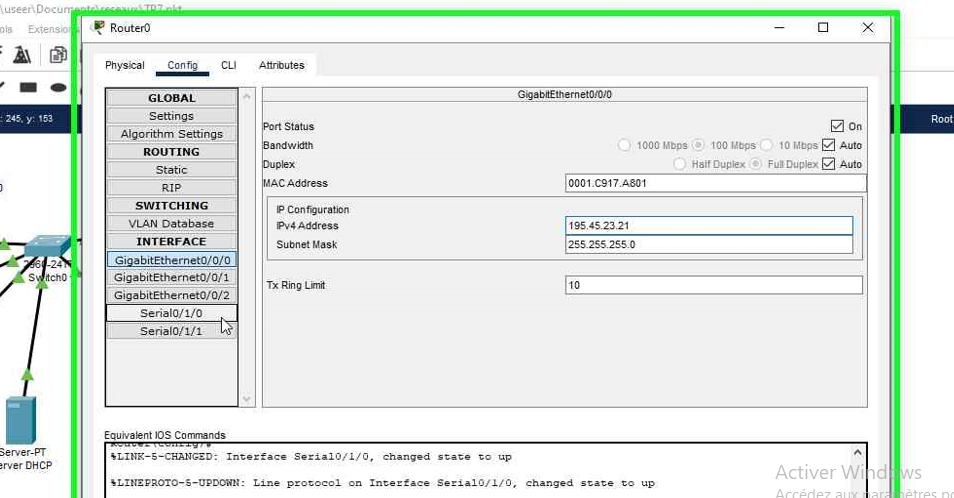 \useer\Documents\reseaux\TP7.pkt
ols Extensions
: 245, y: 153
Root
Router0
Physical Config CLI Attributes
GLOBAL
Settings
Algorithm Settings
ROUTING
Static
RIP
SWITCHING
VLAN Database
INTERFACE
GigabitEthernet0/0/0
GigabitEthernet0/0/1
GigabitEthernet0/0/2
Serial0/1/0
Serial0/1/1
GigabitEthernet0/0/0
Port Status On
Bandwidth 1000 Mbps 100 Mbps 10 Mbps Auto
Duplex Half Duplex Full Duplex Auto
MAC Address 0001.C917.A801
IP Configuration
IPv4 Address 195.45.23.21
Subnet Mask 255.255.255.0
Tx Ring Limit 10
Switch0
Server-PT
erver DHCP
Equivalent IOS Commands
%LINK-5-CHANGED: Interface Serial0/1/0, changed state to up
%LINEPROTO-5-UPDOWN: Line protocol on Interface Serial0/1/0, changed state to up
Activer Windows
Accédez aux paramètres po